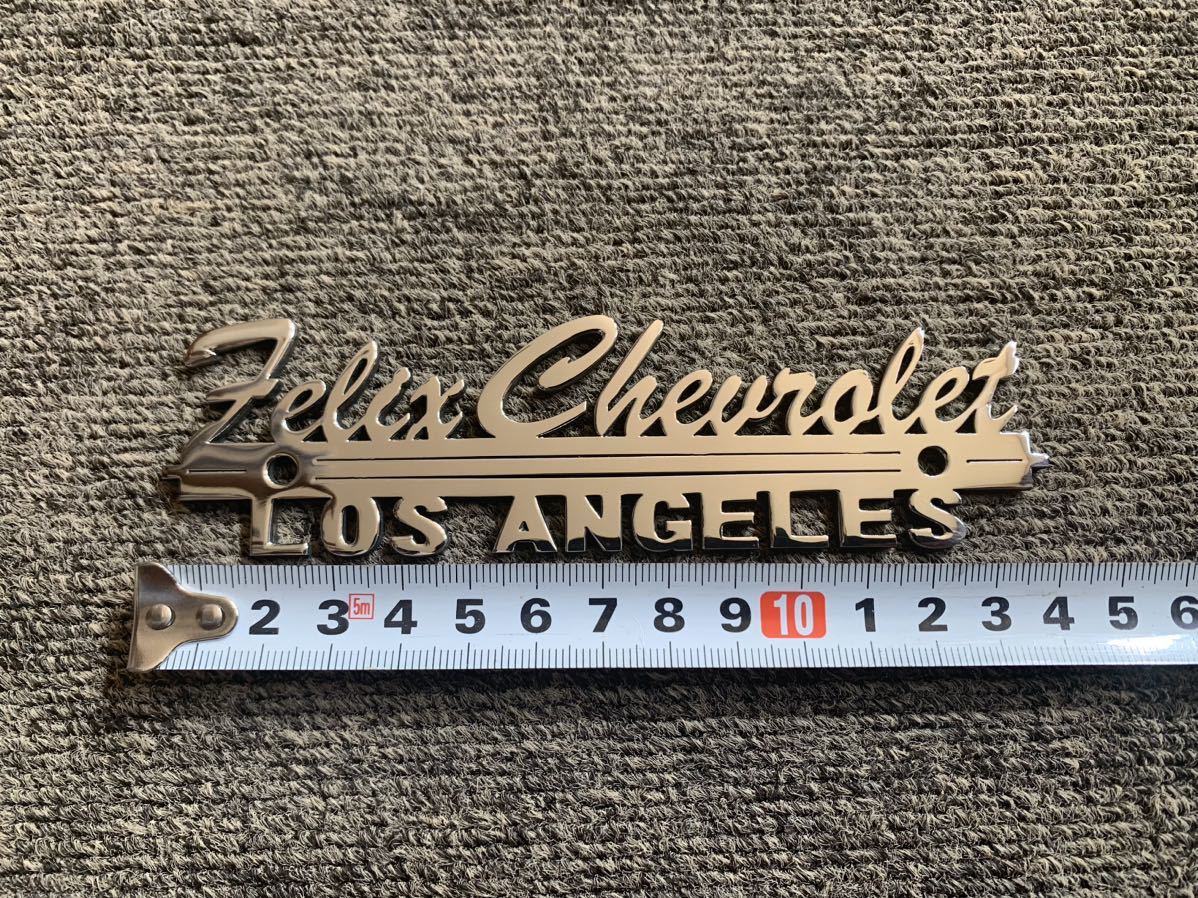 Felix Chevrolet
LOS ANGELES
2 3 5m 4 5 6 7 8 9 10 1 2 3 4 5 6